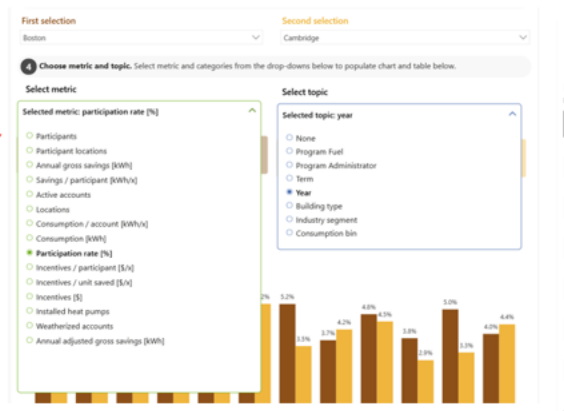 First selection
Second selection
Boston
Cambridge
4 Choose metric and topic. Select metric and categories from the drop-downs below to populate chart and table below.
Select metric
Select topic
Selected metric: participation rate [%]
Selected topic: year
Participants
Participant locations
Annual gross savings [kWh]
Savings / participant [kWh/x]
Active accounts
Locations
Consumption / account [kWh/x]
Consumption [kWh]
Participation rate [%]
Incentives / participant [$/x]
Incentives / unit saved [$/x]
Incentives [$]
Installed heat pumps
Weatherized accounts
Annual adjusted gross savings [kWh]
None
Program Fuel
Program Administrator
Term
Year
Building type
Industry segment
Consumption bin
2% 5.2% 3.5% 3.7% 4.2% 4.6% 4.5% 3.8% 2.9% 5.0% 3.3% 4.0% 4.4%